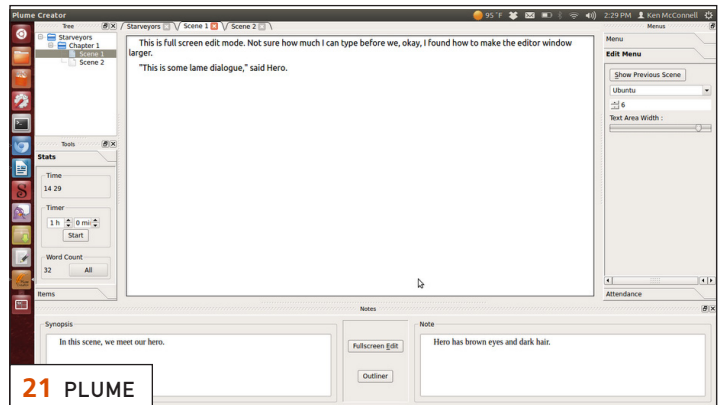 Plume Creator
95 °F
2:29 PM
Ken McConnell
Tree
Starveyors
Chapter 1
Scene 1
Scene 2
Tools
Stats
Time
14 29
Timer
1 h
0 mi
Start
Word Count
32
All
Items
Starveyors
Scene 1
Scene 2
This is full screen edit mode. Not sure how much I can type before we, okay, I found how to make the editor window
larger.
"This is some lame dialogue," said Hero.
Menus
Menu
Edit Menu
Show Previous Scene
Ubuntu
6
Text Area Width :
Attendance
Notes
Synopsis
In this scene, we meet our hero.
Fullscreen Edit
Outliner
Note
Hero has brown eyes and dark hair.
21 PLUME